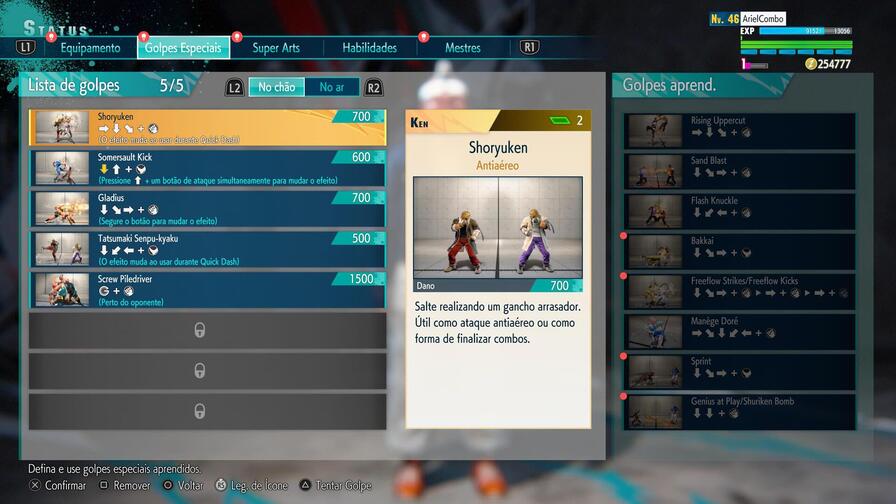 STATUS
Nv. 46 ArielCombo
EXP 9152/13056
1
254777
L1 Equipamento Golpes Especiais Super Arts Habilidades Mestres R1
Lista de golpes 5/5
L2 No chão No ar R2
Golpes aprend.
Shoryuken 700
(O efeito muda ao usar durante Quick Dash)
Somersault Kick 600
(Pressione + um botão de ataque simultaneamente para mudar o efeito)
Gladius 700
(Segure o botão para mudar o efeito)
Tatsumaki Senpu-kyaku 500
(O efeito muda ao usar durante Quick Dash)
Screw Piledriver 1500
(Perto do oponente)
KEN 2
Shoryuken
Antiaéreo
Dano 700
Salte realizando um gancho arrasador.
Útil como ataque antiaéreo ou como
forma de finalizar combos.
Rising Uppercut
Sand Blast
Flash Knuckle
Bakkai
Freeflow Strikes/Freeflow Kicks
Manège Doré
Sprint
Genius at Play/Shuriken Bomb
Defina e use golpes especiais aprendidos.
Confirmar Remover Voltar Leg. de Ícone Tentar Golpe